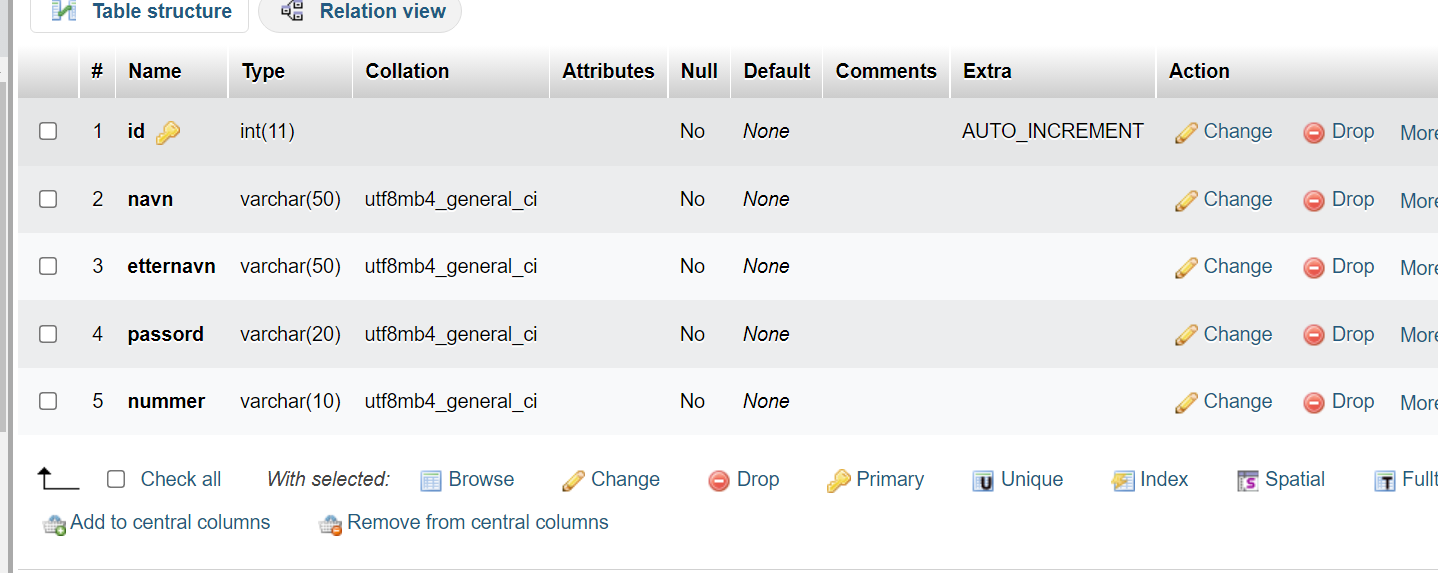 Table structure Relation view
# Name Type Collation Attributes Null Default Comments Extra Action
1 id int(11) No None AUTO_INCREMENT Change Drop More
2 navn varchar(50) utf8mb4_general_ci No None Change Drop More
3 etternavn varchar(50) utf8mb4_general_ci No None Change Drop More
4 passord varchar(20) utf8mb4_general_ci No None Change Drop More
5 nummer varchar(10) utf8mb4_general_ci No None Change Drop More
Check all With selected: Browse Change Drop Primary Unique Index Spatial Fullt
Add to central columns Remove from central columns